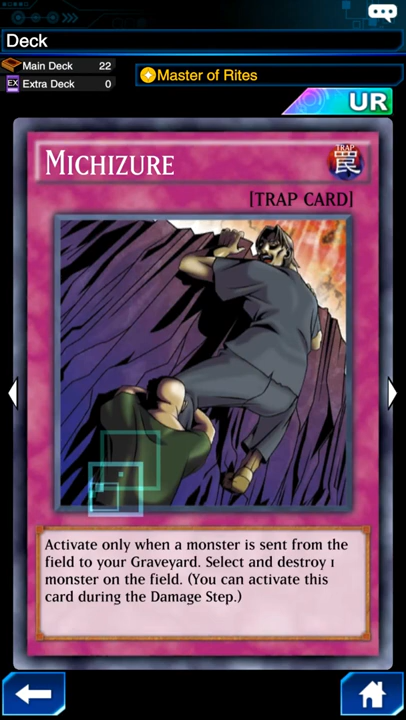 Deck
Main Deck 22
EX Extra Deck 0
Master of Rites
UR
MICHIZURE
TRAP
罠
[TRAP CARD]
Activate only when a monster is sent from the
field to your Graveyard. Select and destroy 1
monster on the field. (You can activate this
card during the Damage Step.)